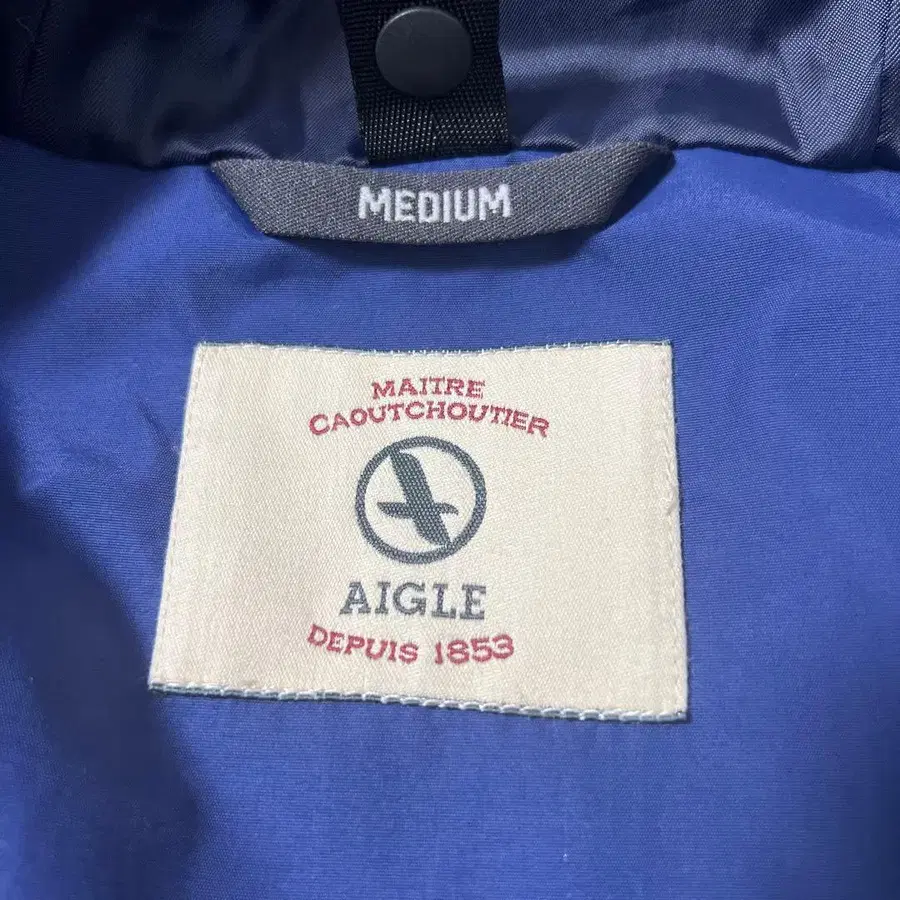 MEDIUM
MAITRE
CAOUTCHOUTIER
AIGLE
DEPUIS 1853